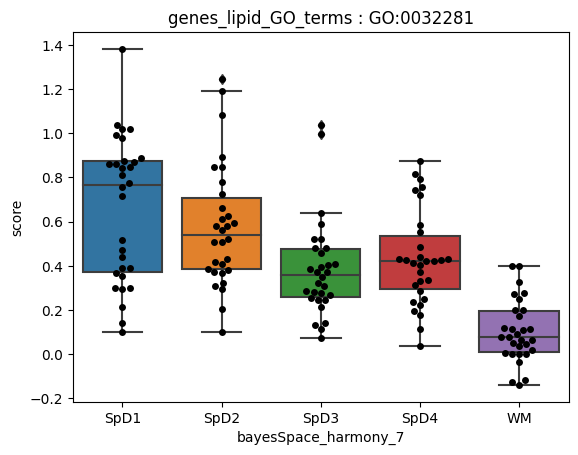 genes_lipid_GO_terms : GO:0032281
1.4
1.2
1.0
0.8
0.6
0.4
0.2
0.0
−0.2
score
SpD1 SpD2 SpD3 SpD4 WM
bayesSpace_harmony_7